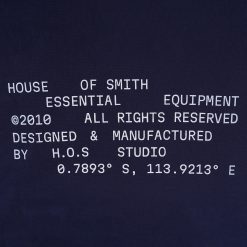 HOUSE OF SMITH
ESSENTIAL EQUIPMENT
©2010 ALL RIGHTS RESERVED
DESIGNED & MANUFACTURED
BY H.O.S STUDIO
0.7893° S, 113.9213° E